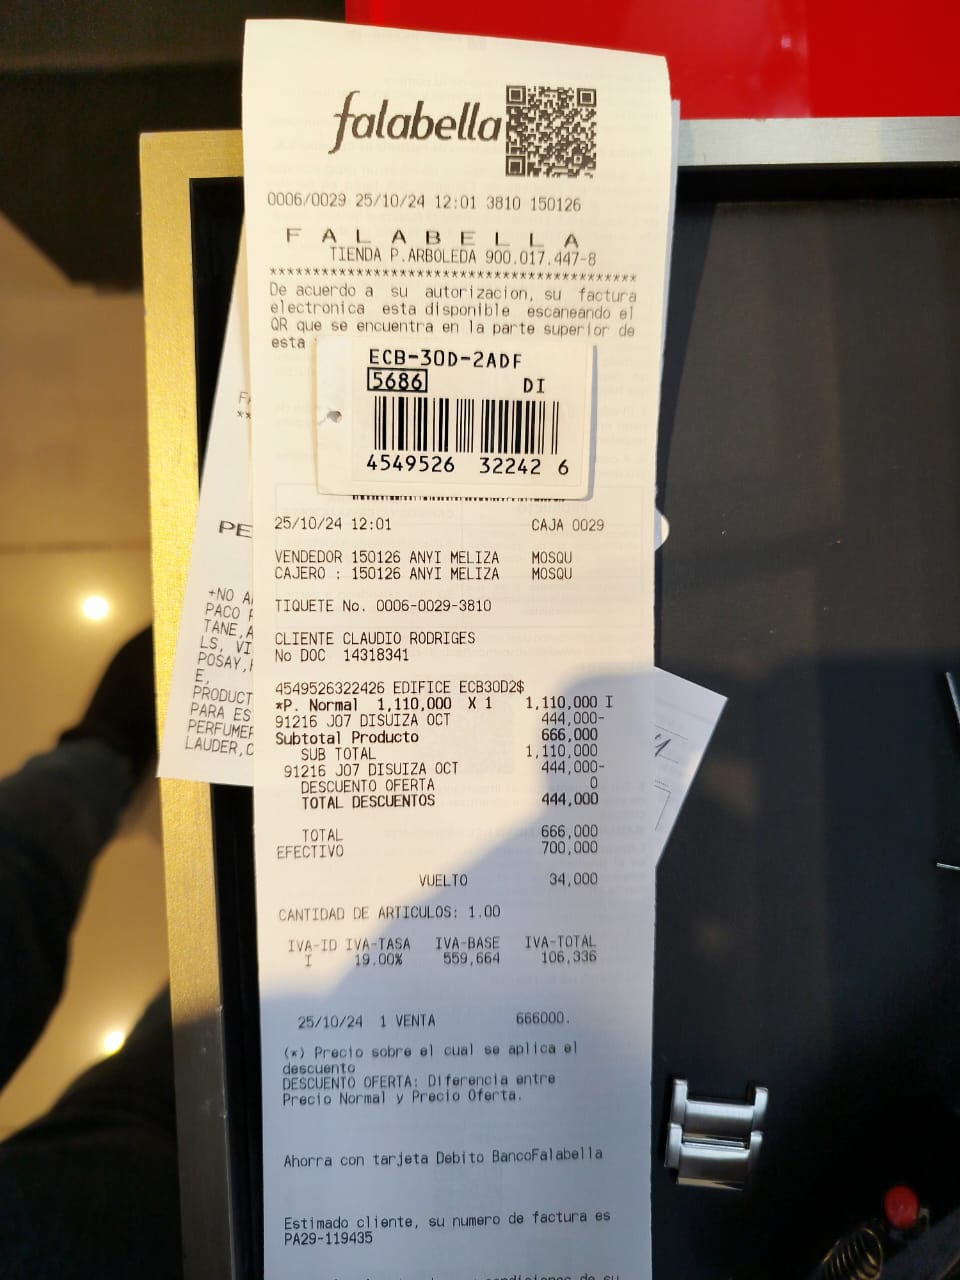 falabella
0006/0029 25/10/24 12:01 3810 150126
F A L A B E L L A
TIENDA P.ARBOLEDA 900.017.447-8
****************************************
De acuerdo a su autorizacion, su factura
electronica esta disponible escaneando el
QR que se encuentra en la parte superior de
esta
ECB-30D-2ADF
5686 DI
4549526 32242 6
25/10/24 12:01 CAJA 0029
VENDEDOR 150126 ANYI MELIZA MOSQU
CAJERO : 150126 ANYI MELIZA MOSQU
TIQUETE No. 0006-0029-3810
CLIENTE CLAUDIO RODRIGES
No DOC 14318341
4549526322426 EDIFICE ECB30D2$
*P. Normal 1,110,000 X 1 1,110,000 I
91216 J07 DISUIZA OCT 444,000-
Subtotal Producto 666,000
SUB TOTAL 1,110,000
91216 J07 DISUIZA OCT 444,000-
DESCUENTO OFERTA 0
TOTAL DESCUENTOS 444,000
TOTAL 666,000
EFECTIVO 700,000
VUELTO 34,000
CANTIDAD DE ARTICULOS: 1.00
IVA-ID IVA-TASA IVA-BASE IVA-TOTAL
I 19.00% 559,664 106,336
25/10/24 1 VENTA 666000.
(*) Precio sobre el cual se aplica el
descuento
DESCUENTO OFERTA: Diferencia entre
Precio Normal y Precio Oferta.
Ahorra con tarjeta Debito BancoFalabella
Estimado cliente, su numero de factura es
PA29-119435
condiciones de su
**
PE
+NO A
PACO
TANE,A
LS, VI
POSAY,
E,
PRODUCT
PARA ES
PERFUMER
LAUDER,C